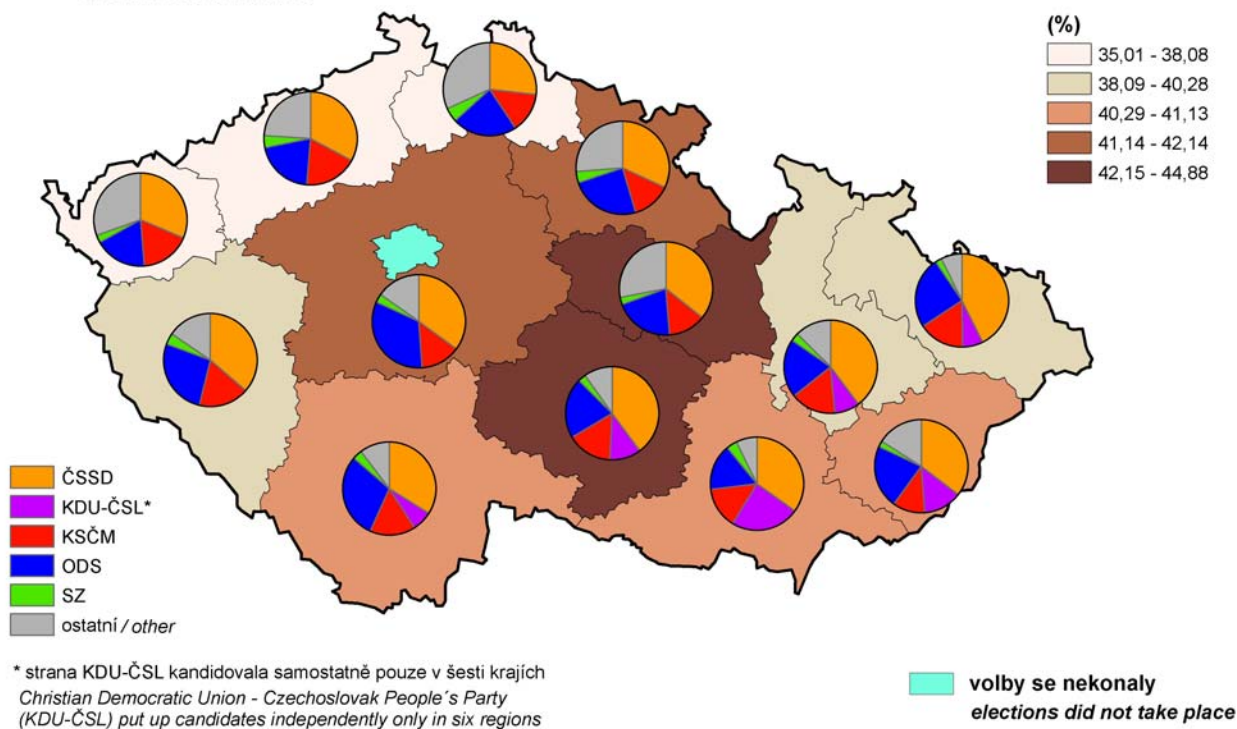 (%)
35,01 - 38,08
38,09 - 40,28
40,29 - 41,13
41,14 - 42,14
42,15 - 44,88
ČSSD
KDU-ČSL*
KSČM
ODS
SZ
ostatní / other
* strana KDU-ČSL kandidovala samostatně pouze v šesti krajích
Christian Democratic Union - Czechoslovak People´s Party
(KDU-ČSL) put up candidates independently only in six regions
volby se nekonaly
elections did not take place